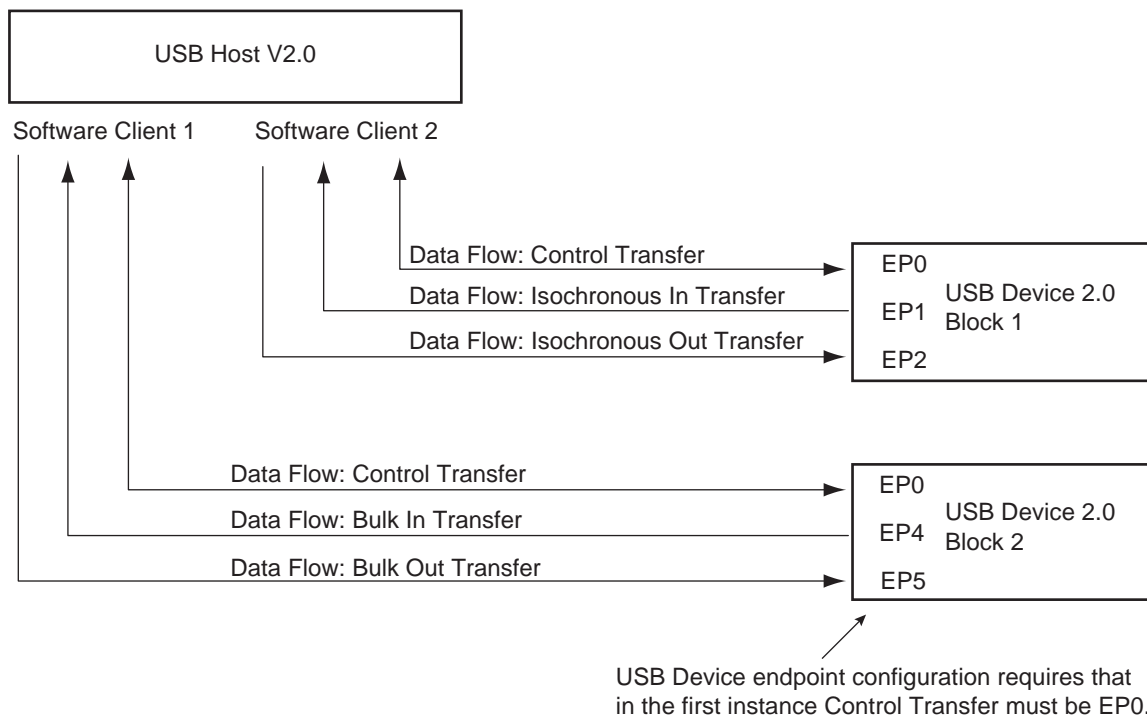 USB Host V2.0
Software Client 1
Software Client 2
Data Flow: Control Transfer
Data Flow: Isochronous In Transfer
Data Flow: Isochronous Out Transfer
EP0
EP1
EP2
USB Device 2.0
Block 1
Data Flow: Control Transfer
Data Flow: Bulk In Transfer
Data Flow: Bulk Out Transfer
EP0
EP4
EP5
USB Device 2.0
Block 2
USB Device endpoint configuration requires that
in the first instance Control Transfer must be EP0.